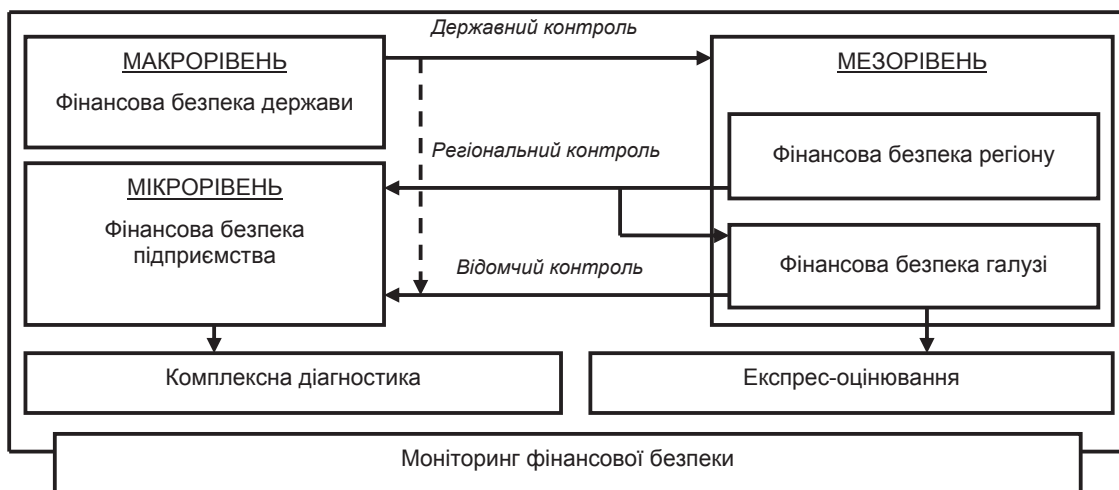 Державний контроль
МАКРОРІВЕНЬ
Фінансова безпека держави
МЕЗОРІВЕНЬ
Фінансова безпека регіону
Регіональний контроль
МІКРОРІВЕНЬ
Фінансова безпека
підприємства
Фінансова безпека галузі
Відомчий контроль
Комплексна діагностика
Експрес-оцінювання
Моніторинг фінансової безпеки